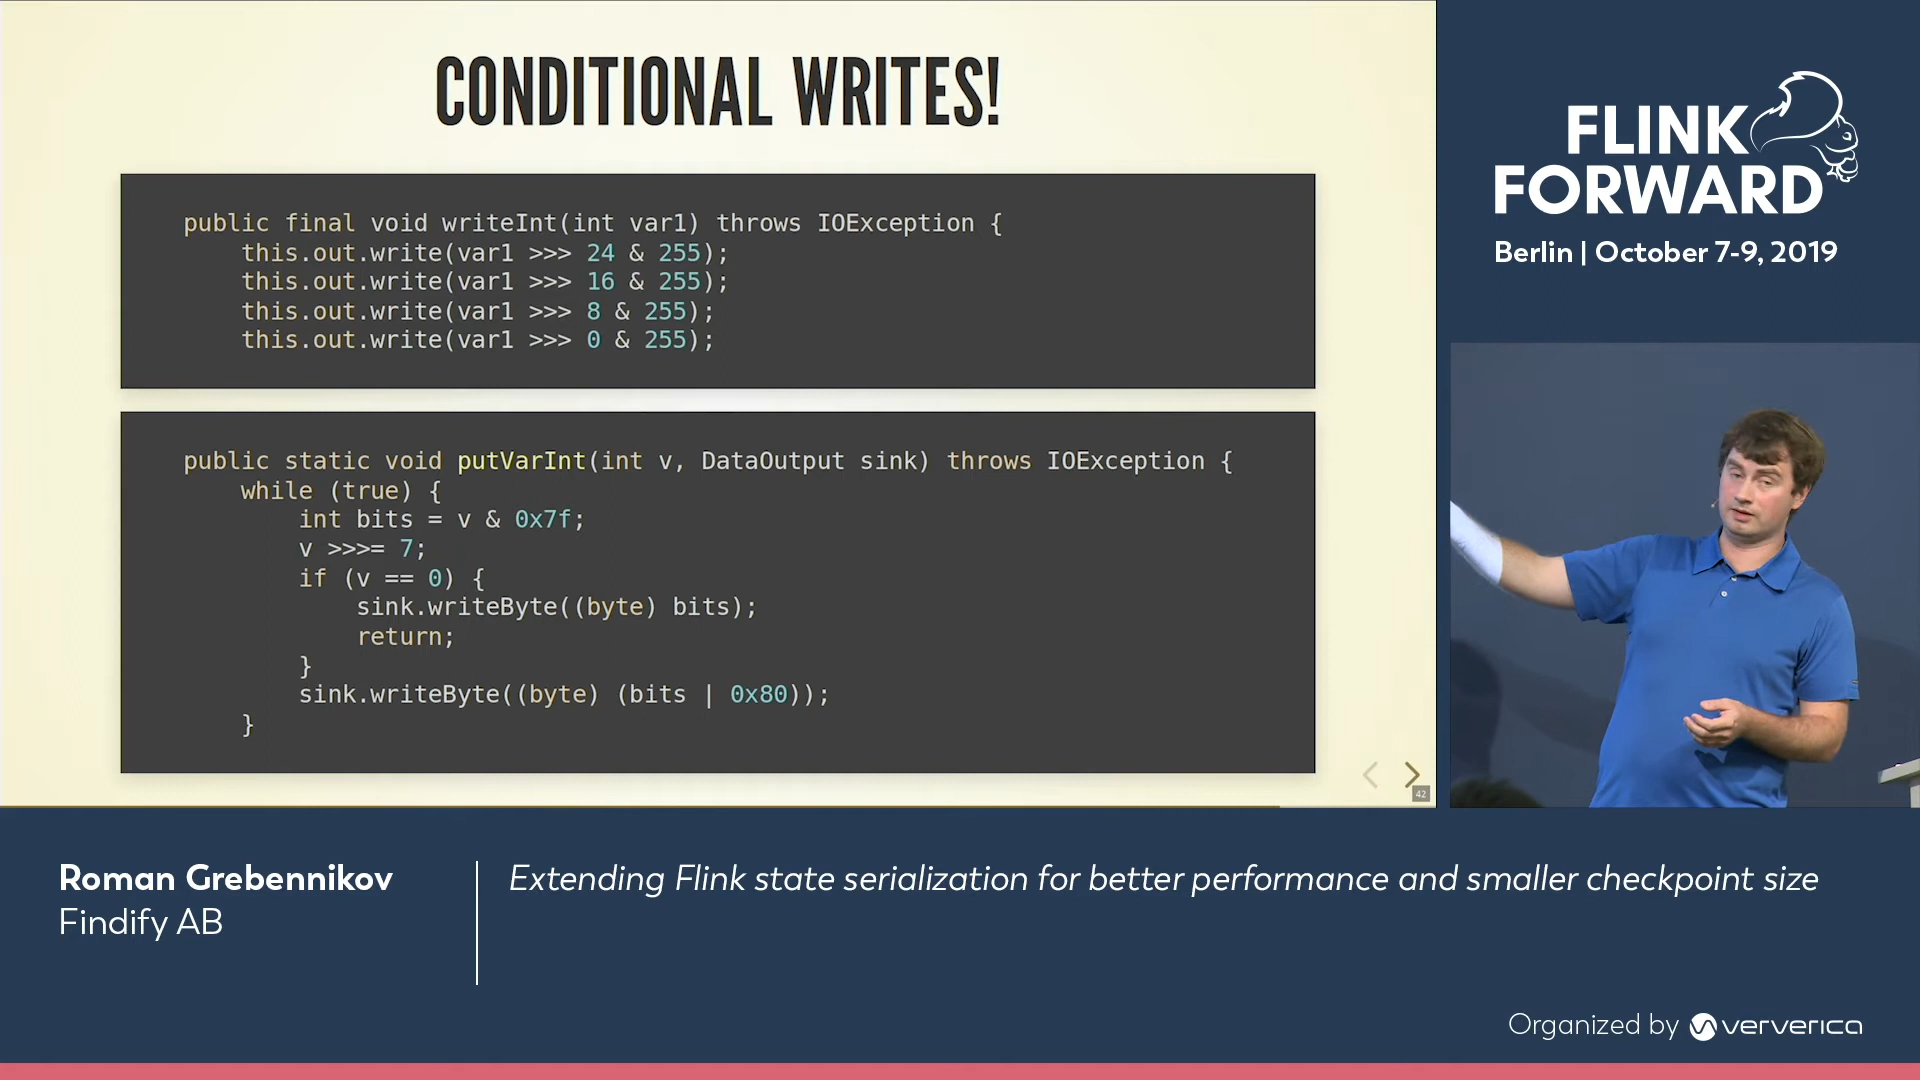 CONDITIONAL WRITES!
public final void writeInt(int var1) throws IOException {
this.out.write(var1 >>> 24 & 255);
this.out.write(var1 >>> 16 & 255);
this.out.write(var1 >>> 8 & 255);
this.out.write(var1 >>> 0 & 255);
public static void putVarInt(int v, DataOutput sink) throws IOException {
while (true) {
int bits = v & 0x7f;
v >>>= 7;
if (v == 0) {
sink.writeByte((byte) bits);
return;
}
sink.writeByte((byte) (bits | 0x80));
}
42
FLINK
FORWARD
Berlin | October 7-9, 2019
Roman Grebennikov
Findify AB
Extending Flink state serialization for better performance and smaller checkpoint size
Organized by ververica